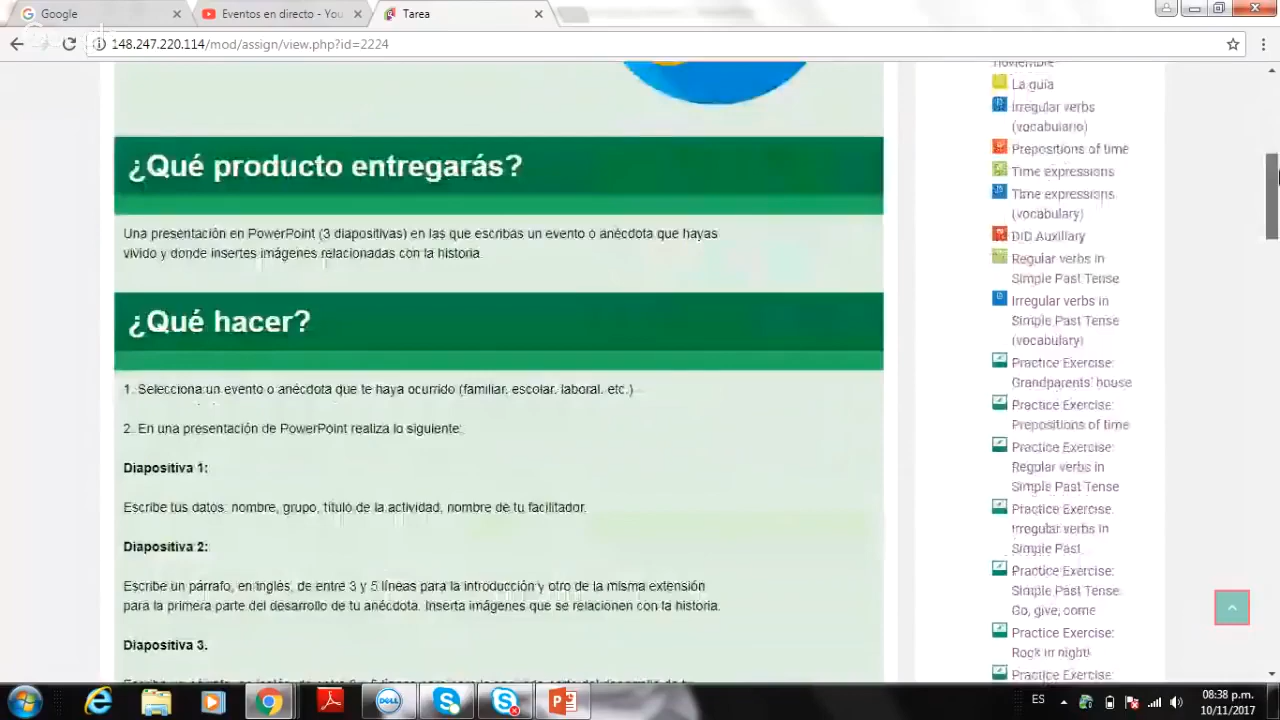 Google
Eventos en directo - You
Tarea
148.247.220.114/mod/assign/view.php?id=2224
¿Qué producto entregarás?
Una presentación en PowerPoint (3 diapositivas) en las que escribas un evento o anécdota que hayas
vivido y donde insertes imágenes relacionadas con la historia.
¿Qué hacer?
1. Selecciona un evento o anécdota que te haya ocurrido (familiar, escolar, laboral, etc.)
2. En una presentación de PowerPoint realiza lo siguiente:
Diapositiva 1:
Escribe tus datos: nombre, grupo, título de la actividad, nombre de tu facilitador.
Diapositiva 2:
Escribe un párrafo, en inglés, de entre 3 y 5 líneas para la introducción y otro de la misma extensión
para la primera parte del desarrollo de tu anécdota. Inserta imágenes que se relacionen con la historia.
Diapositiva 3.
noviembre
La guía
Irregular verbs
(vocabulario)
Prepositions of time
Time expressions
Time expressions
(vocabulary)
DID Auxiliary
Regular verbs in
Simple Past Tense
Irregular verbs in
Simple Past Tense
(vocabulary)
Practice Exercise:
Grandparents' house
Practice Exercise:
Prepositions of time
Practice Exercise:
Regular verbs in
Simple Past Tense
Practice Exercise:
Irregular verbs in
Simple Past
Practice Exercise:
Simple Past Tense:
Go, give, come
Practice Exercise:
Rock in night!
Practice Exercise:
DELL
ES
08:38 p.m.
10/11/2017